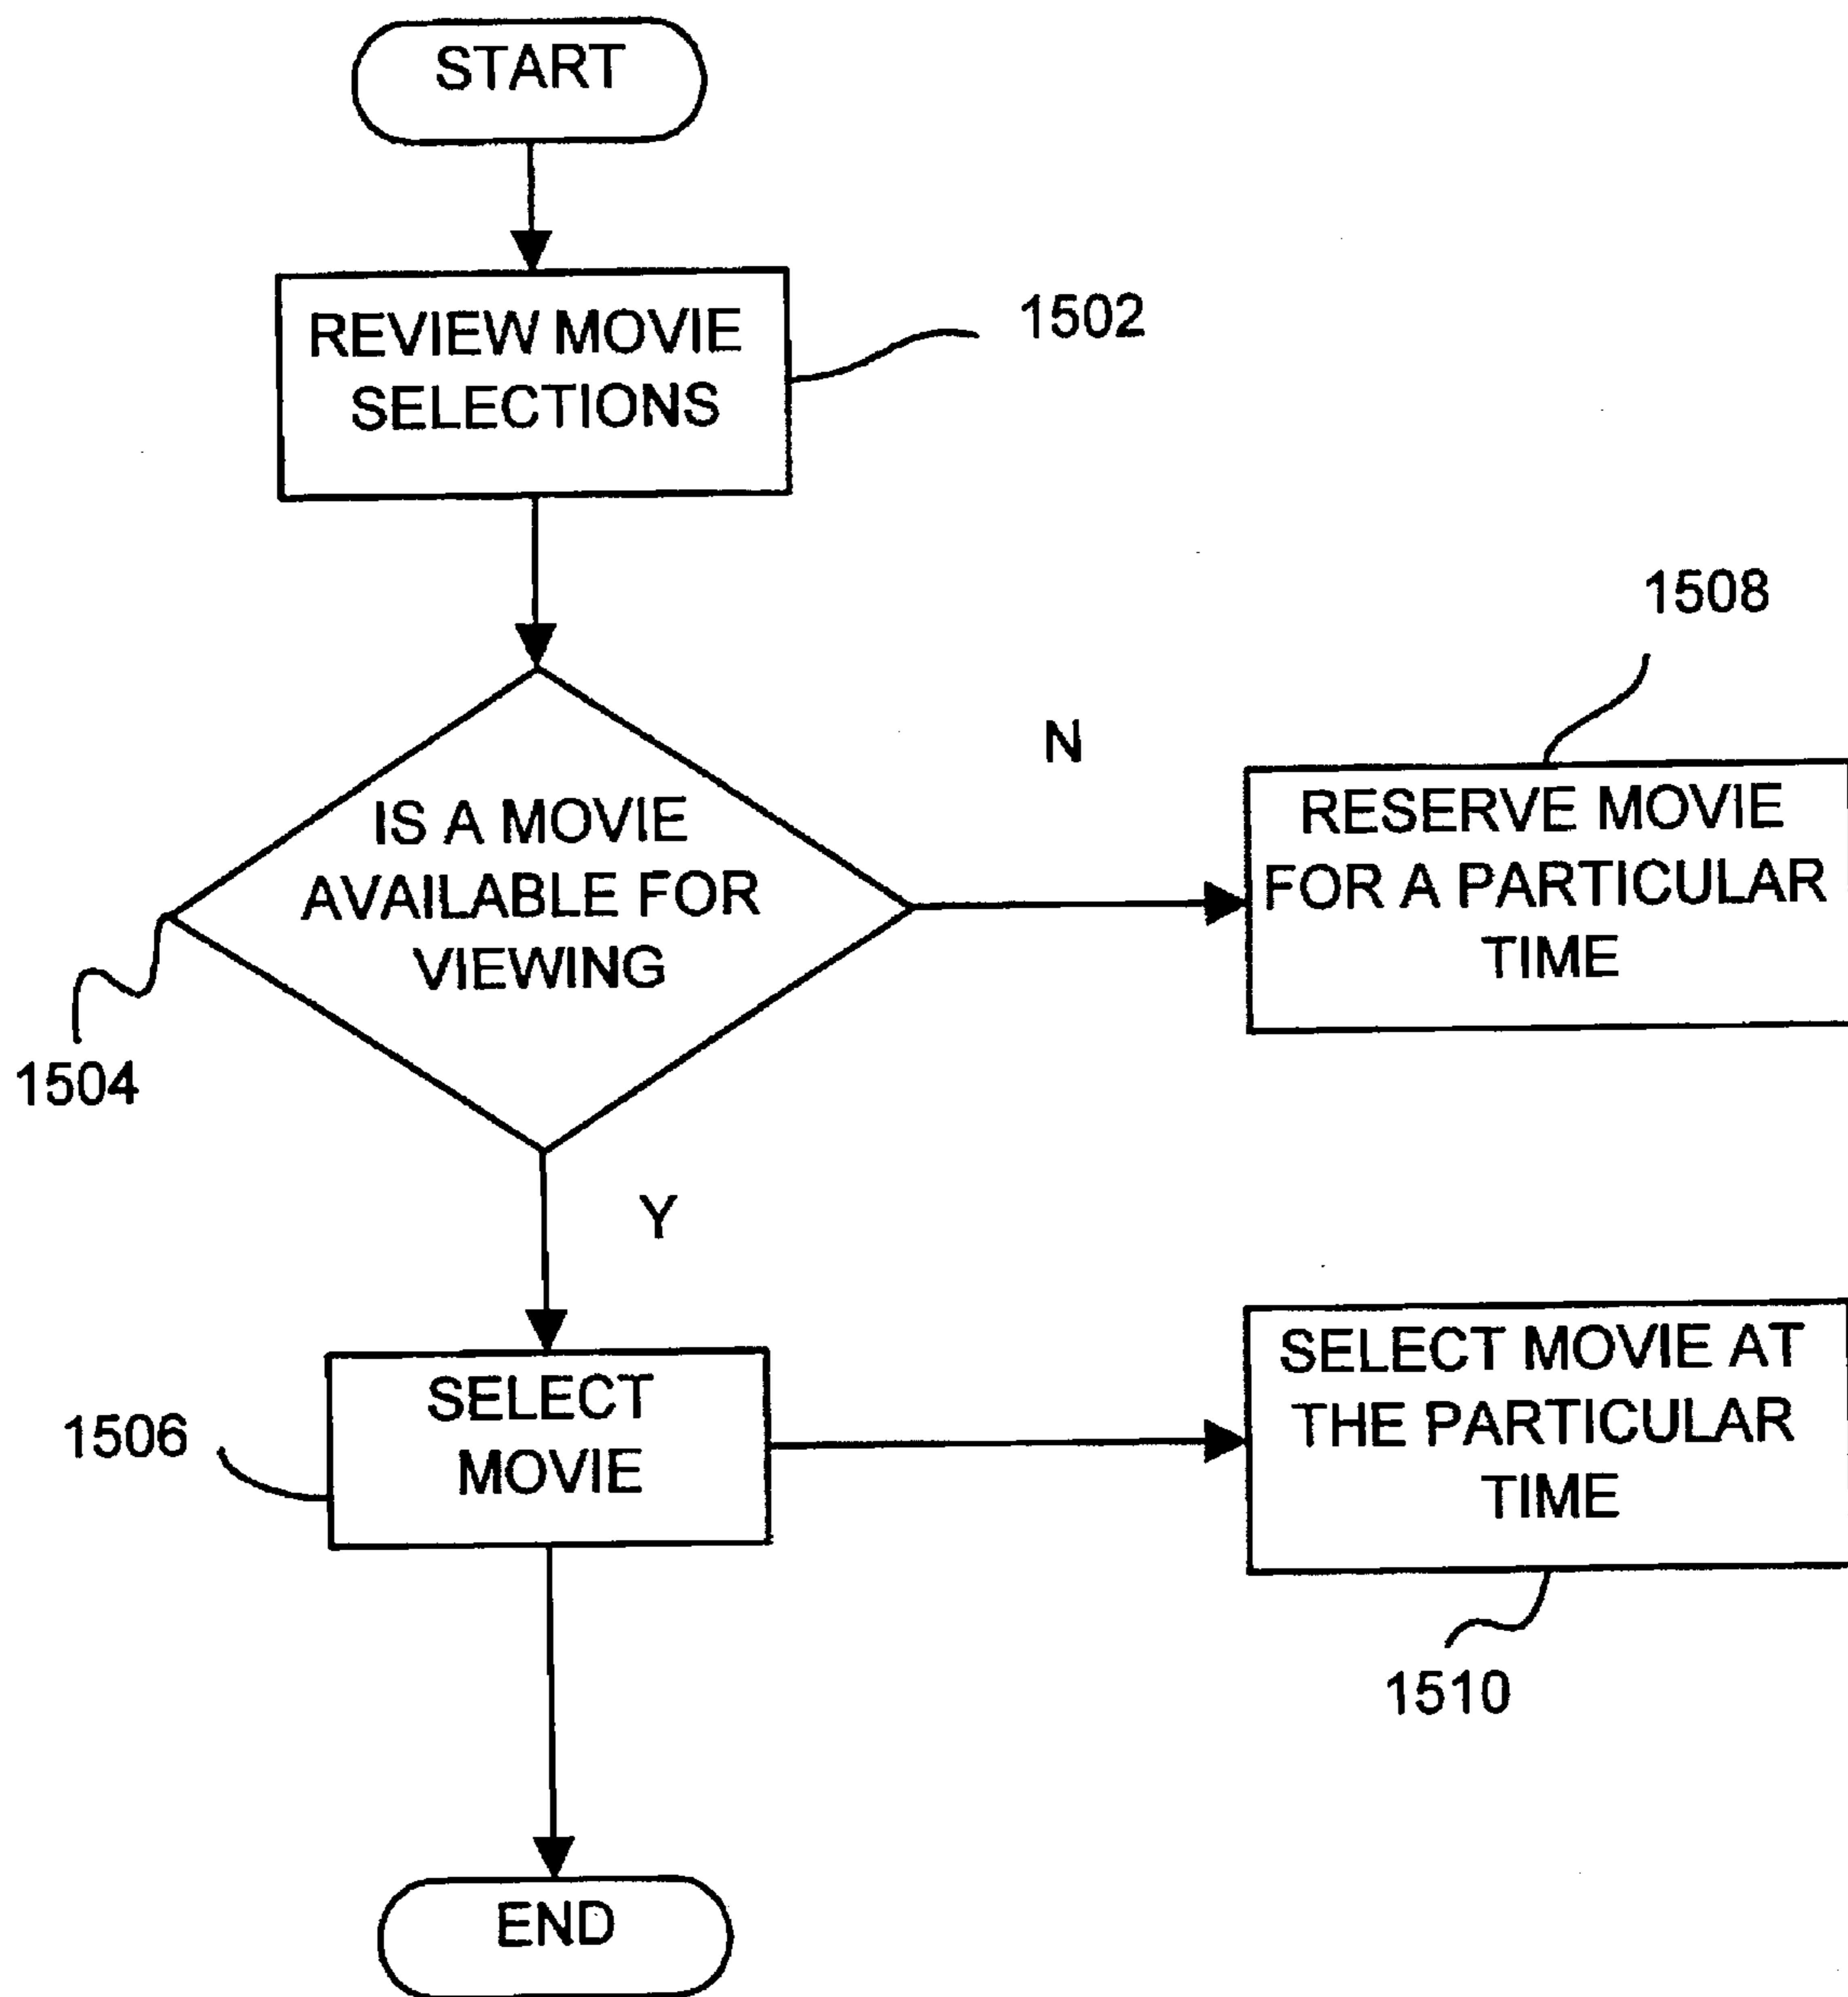 START
REVIEW MOVIE
SELECTIONS
1502
IS A MOVIE
AVAILABLE FOR
VIEWING
1504
N
1508
RESERVE MOVIE
FOR A PARTICULAR
TIME
Y
SELECT
MOVIE
1506
SELECT MOVIE AT
THE PARTICULAR
TIME
1510
END